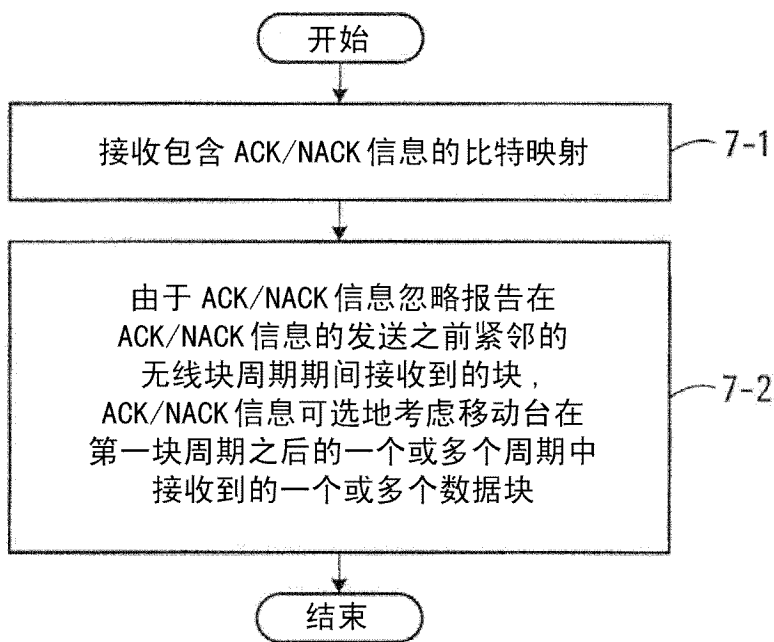 开始
接收包含 ACK/NACK 信息的比特映射
7-1
由于 ACK/NACK 信息忽略报告在
ACK/NACK 信息的发送之前紧邻的
无线块周期期间接收到的块，
ACK/NACK 信息可选地考虑移动台在
第一块周期之后的一个或多个周期中
接收到的一个或多个数据块
7-2
结束